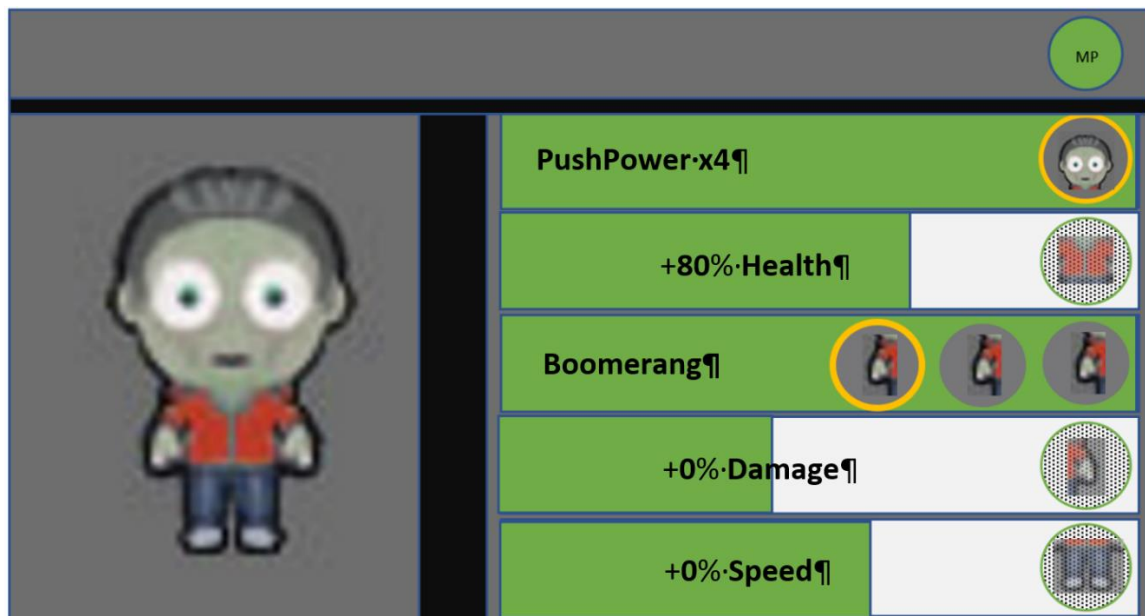 MP
PushPower·x4¶
+80%·Health¶
Boomerang¶
+0%·Damage¶
+0%·Speed¶